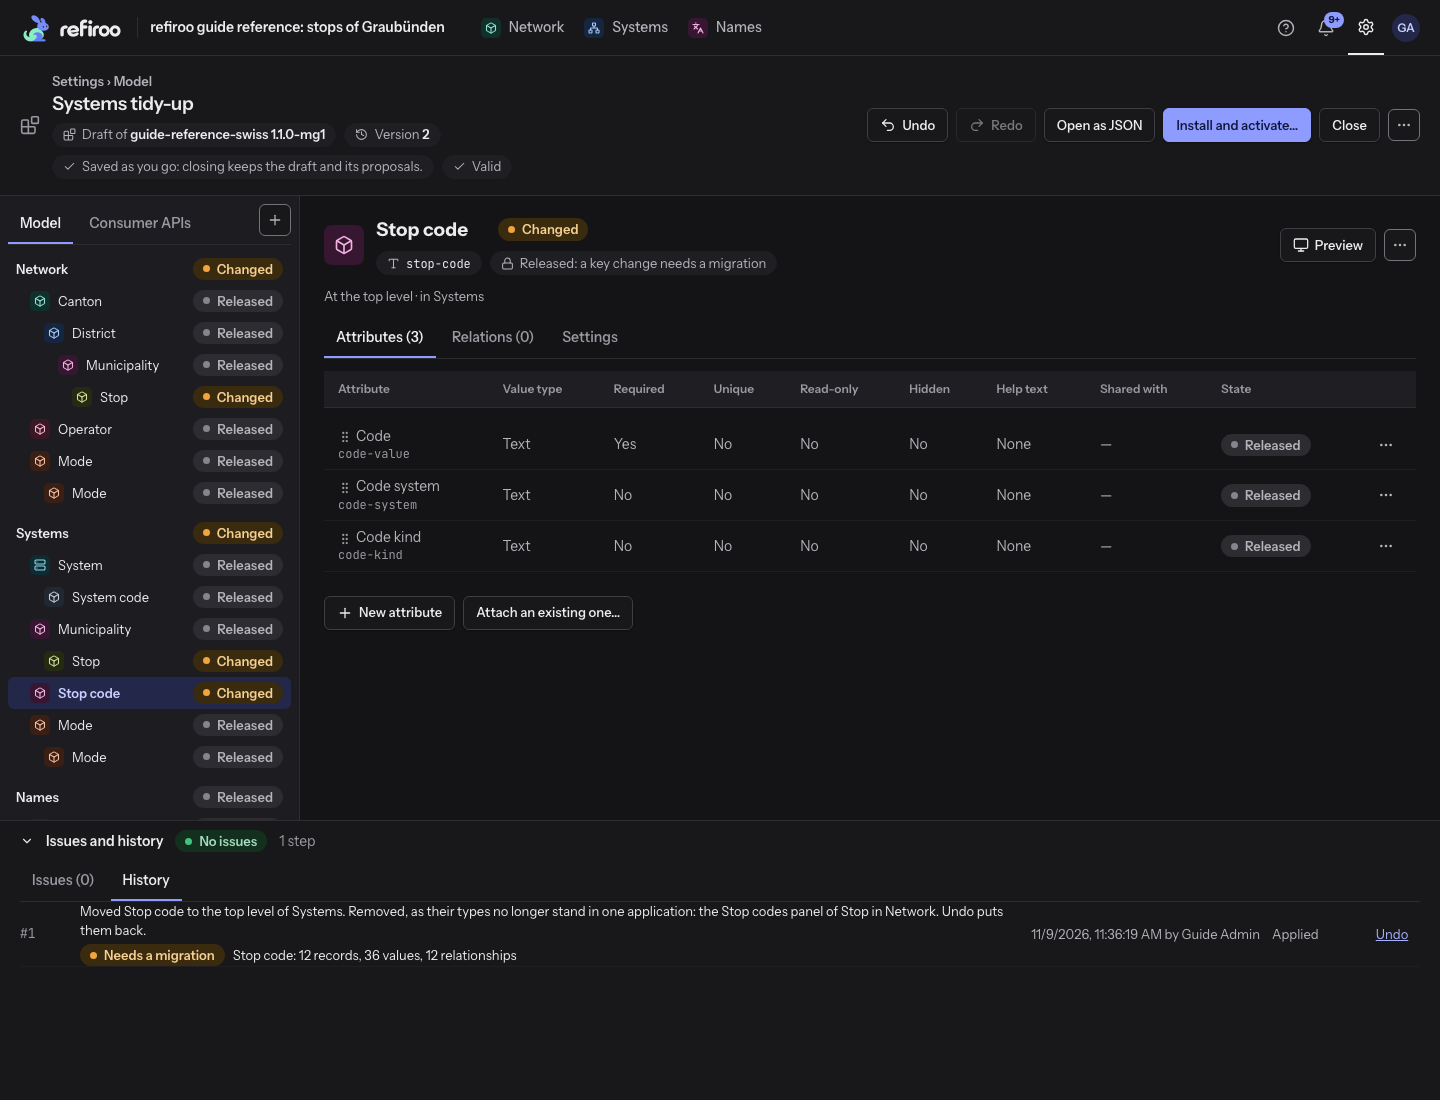 refiroo
refiroo guide reference: stops of Graubünden
Network
Systems
Names
9+
GA
Settings › Model
Systems tidy-up
Draft of guide-reference-swiss 1.1.0-mg1
Version 2
Saved as you go: closing keeps the draft and its proposals.
Valid
Undo
Redo
Open as JSON
Install and activate...
Close
Model
Consumer APIs
Network Changed
Canton Released
District Released
Municipality Released
Stop Changed
Operator Released
Mode Released
Mode Released
Systems Changed
System Released
System code Released
Municipality Released
Stop Changed
Stop code Changed
Mode Released
Mode Released
Names Released
Stop code
Changed
stop-code
Released: a key change needs a migration
Preview
At the top level · in Systems
Attributes (3)
Relations (0)
Settings
Attribute Value type Required Unique Read-only Hidden Help text Shared with State
Code Text Yes No No No None — Released
code-value
Code system Text No No No No None — Released
code-system
Code kind Text No No No No None — Released
code-kind
New attribute
Attach an existing one...
Issues and history
No issues
1 step
Issues (0)
History
#1
Moved Stop code to the top level of Systems. Removed, as their types no longer stand in one application: the Stop codes panel of Stop in Network. Undo puts
them back.
Needs a migration
Stop code: 12 records, 36 values, 12 relationships
11/9/2026, 11:36:19 AM by Guide Admin
Applied
Undo